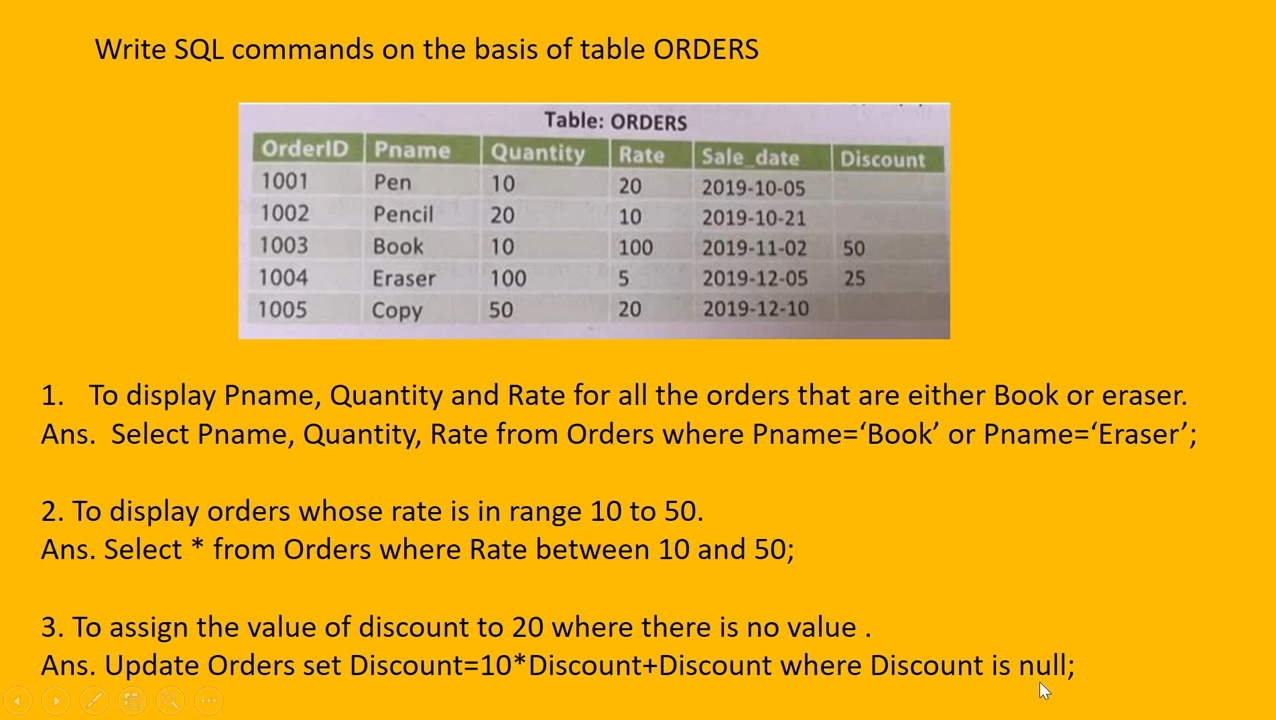 Write SQL commands on the basis of table ORDERS
Table: ORDERS
OrderID Pname Quantity Rate Sale_date Discount
1001 Pen 10 20 2019-10-05
1002 Pencil 20 10 2019-10-21
1003 Book 10 100 2019-11-02 50
1004 Eraser 100 5 2019-12-05 25
1005 Copy 50 20 2019-12-10
1. To display Pname, Quantity and Rate for all the orders that are either Book or eraser.
Ans. Select Pname, Quantity, Rate from Orders where Pname=‘Book’ or Pname=‘Eraser’;
2. To display orders whose rate is in range 10 to 50.
Ans. Select * from Orders where Rate between 10 and 50;
3. To assign the value of discount to 20 where there is no value .
Ans. Update Orders set Discount=10*Discount+Discount where Discount is null;